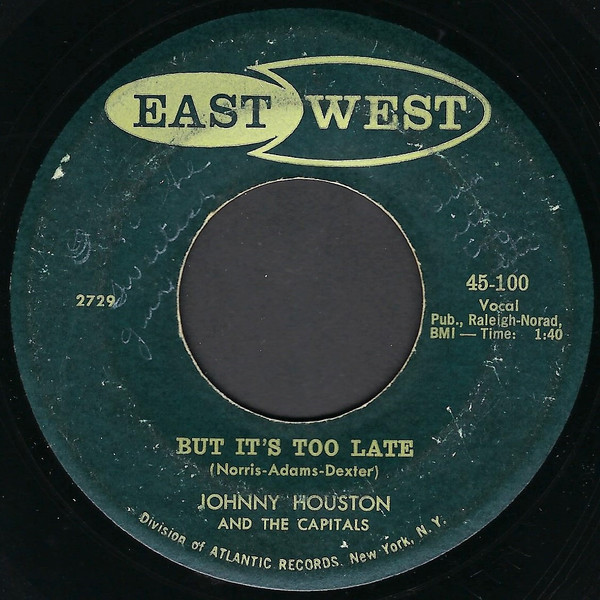 EAST WEST
45-100
2729
Vocal
Pub., Raleigh-Norad,
BMI — Time: 1:40
BUT IT'S TOO LATE
(Norris-Adams-Dexter)
JOHNNY HOUSTON
AND THE CAPITALS
Division of ATLANTIC RECORDS, New York, N. Y.